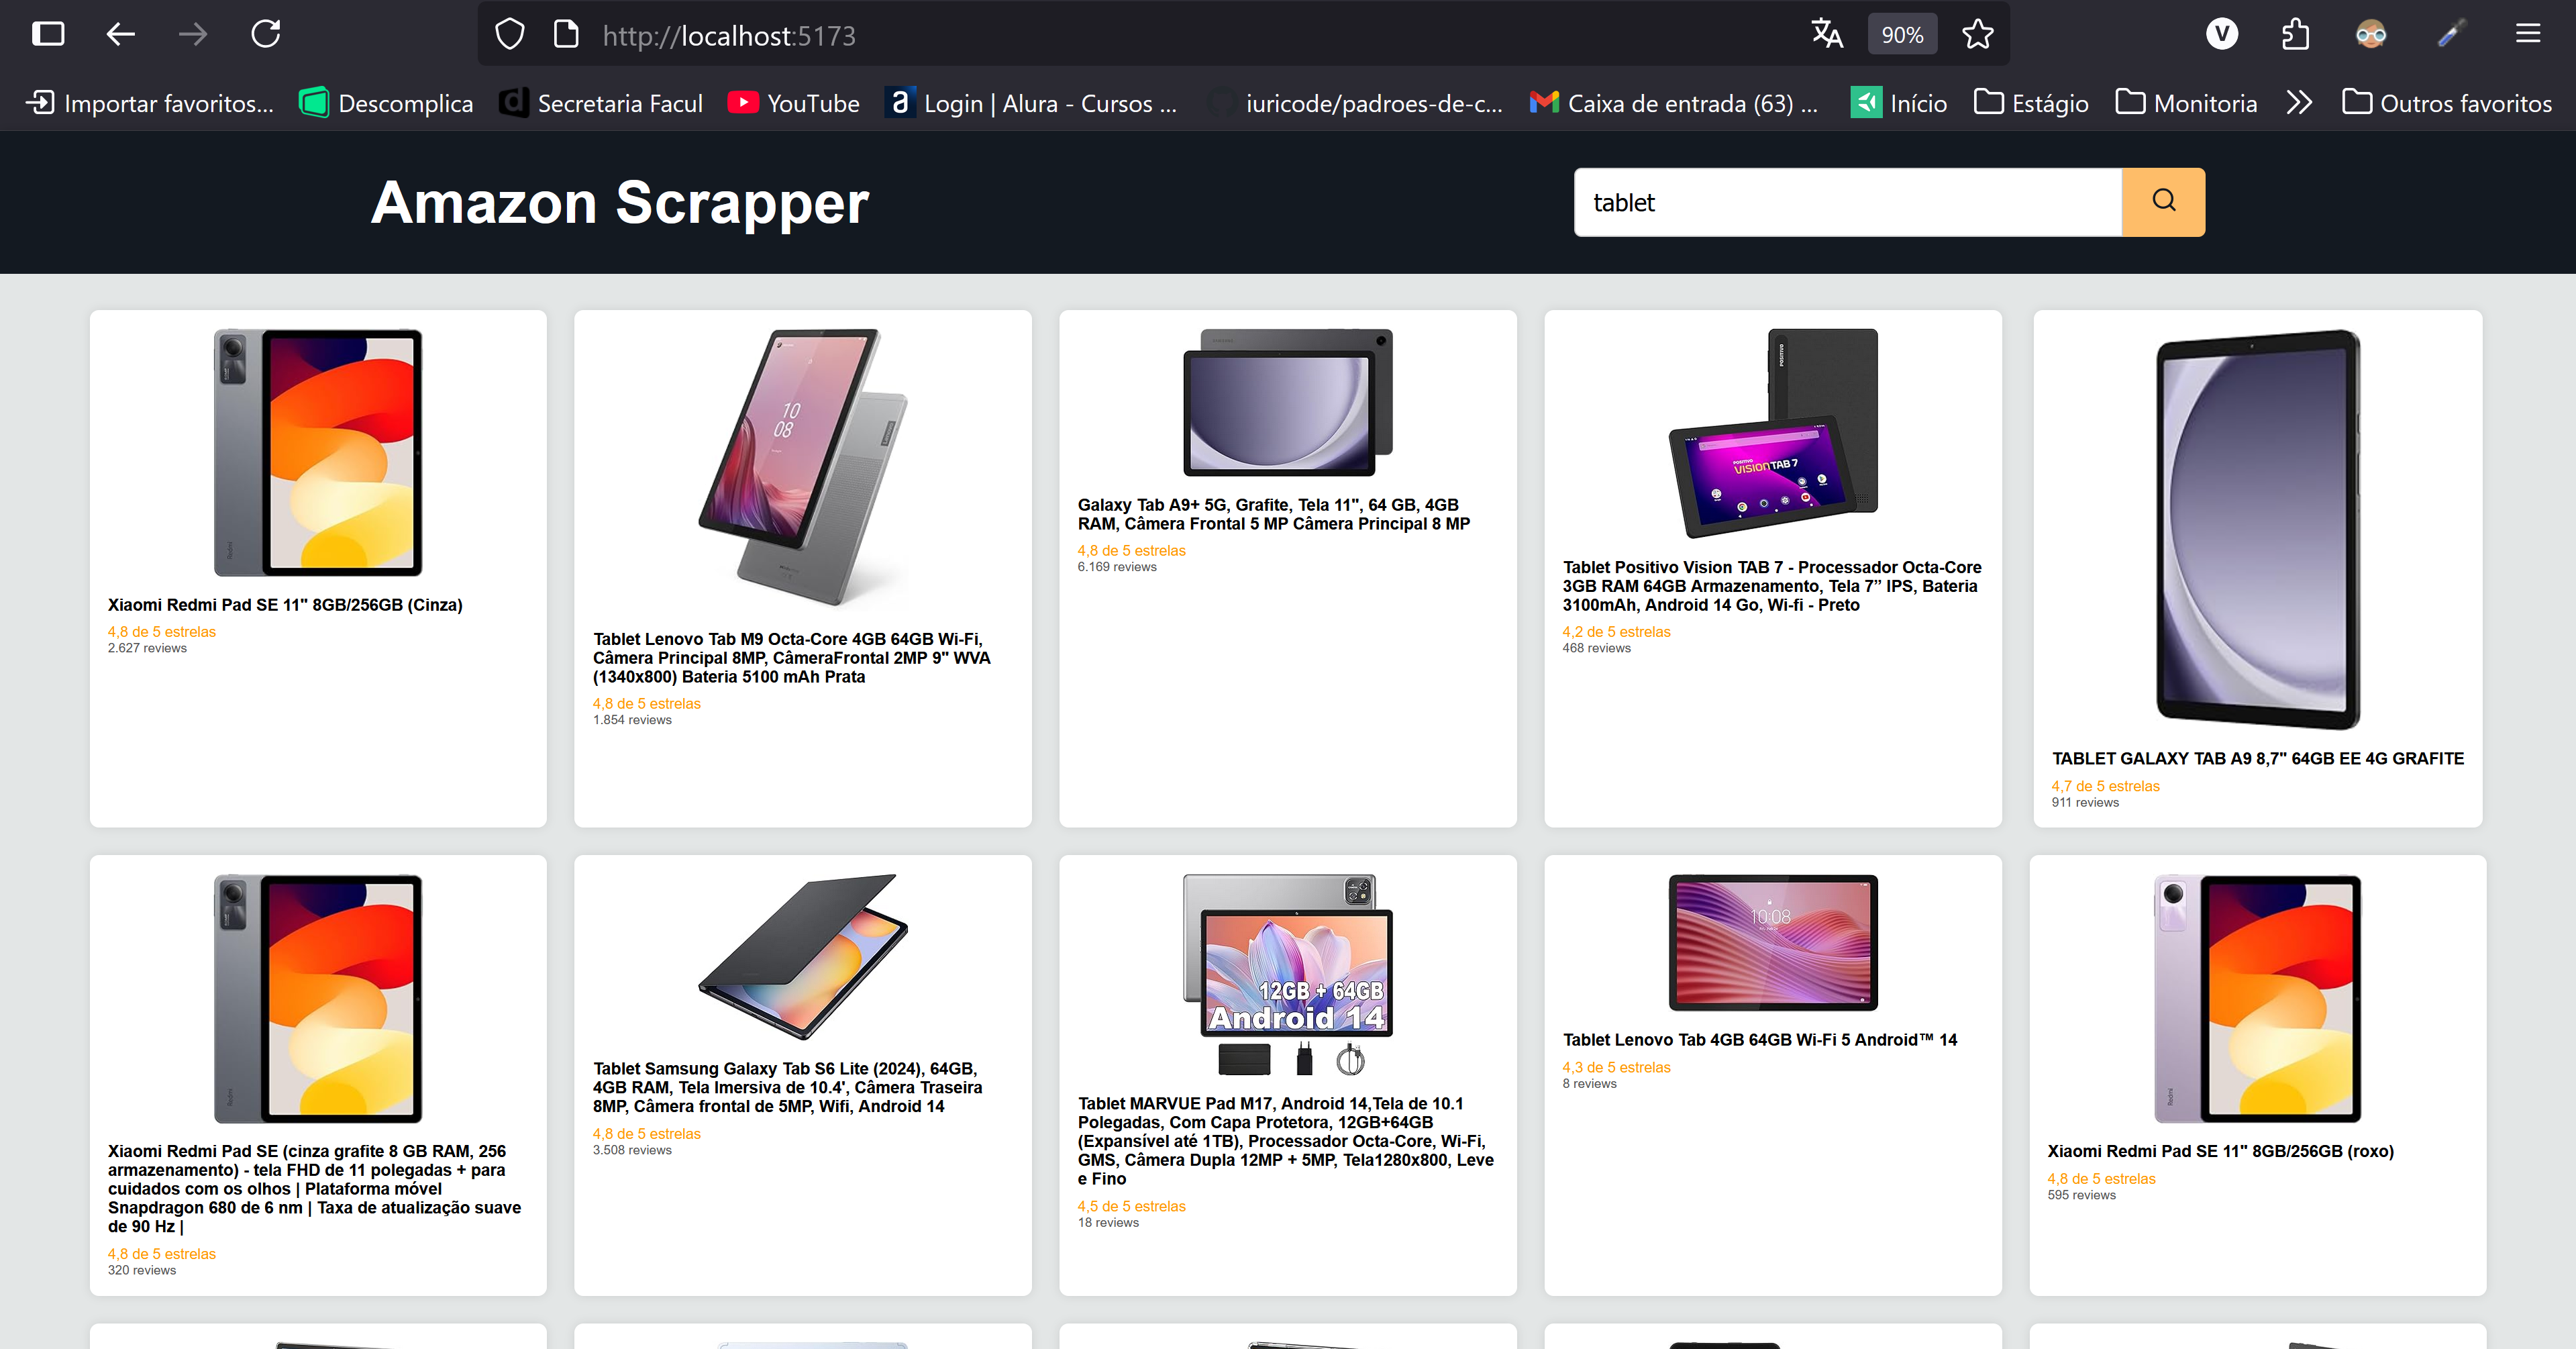 http://localhost:5173
90%
V
Importar favoritos...
Descomplica
Secretaria Facul
YouTube
Login | Alura - Cursos ...
iuricode/padroes-de-c...
Caixa de entrada (63) ...
Início
Estágio
Monitoria
Outros favoritos
Amazon Scrapper
tablet
Xiaomi Redmi Pad SE 11" 8GB/256GB (Cinza)
4,8 de 5 estrelas
2.627 reviews
10
08
Tablet Lenovo Tab M9 Octa-Core 4GB 64GB Wi-Fi,
Câmera Principal 8MP, CâmeraFrontal 2MP 9" WVA
(1340x800) Bateria 5100 mAh Prata
4,8 de 5 estrelas
1.854 reviews
Galaxy Tab A9+ 5G, Grafite, Tela 11", 64 GB, 4GB
RAM, Câmera Frontal 5 MP Câmera Principal 8 MP
4,8 de 5 estrelas
6.169 reviews
POSITIVO
VISION TAB 7
Tablet Positivo Vision TAB 7 - Processador Octa-Core
3GB RAM 64GB Armazenamento, Tela 7” IPS, Bateria
3100mAh, Android 14 Go, Wi-fi - Preto
4,2 de 5 estrelas
468 reviews
TABLET GALAXY TAB A9 8,7" 64GB EE 4G GRAFITE
4,7 de 5 estrelas
911 reviews
Xiaomi Redmi Pad SE (cinza grafite 8 GB RAM, 256
armazenamento) - tela FHD de 11 polegadas + para
cuidados com os olhos | Plataforma móvel
Snapdragon 680 de 6 nm | Taxa de atualização suave
de 90 Hz |
4,8 de 5 estrelas
320 reviews
Tablet Samsung Galaxy Tab S6 Lite (2024), 64GB,
4GB RAM, Tela Imersiva de 10.4', Câmera Traseira
8MP, Câmera frontal de 5MP, Wifi, Android 14
4,8 de 5 estrelas
3.508 reviews
12GB + 64GB
Android 14
Tablet MARVUE Pad M17, Android 14,Tela de 10.1
Polegadas, Com Capa Protetora, 12GB+64GB
(Expansível até 1TB), Processador Octa-Core, Wi-Fi,
GMS, Câmera Dupla 12MP + 5MP, Tela1280x800, Leve
e Fino
4,5 de 5 estrelas
18 reviews
10:08
Tablet Lenovo Tab 4GB 64GB Wi-Fi 5 Android™ 14
4,3 de 5 estrelas
8 reviews
Redmi
Xiaomi Redmi Pad SE 11" 8GB/256GB (roxo)
4,8 de 5 estrelas
595 reviews